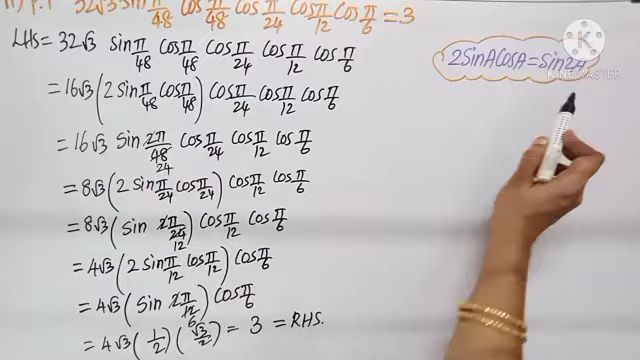 32√3 sin π/48 cos π/48 cos π/24 cos π/12 cos π/6 = 3
LHS = 32√3 sin π/48 cos π/48 cos π/24 cos π/12 cos π/6
2SinACosA = Sin2A
KINEMASTER
= 16√3 (2 sin π/48 cos π/48) cos π/24 cos π/12 cos π/6
= 16√3 sin 2π/48 24 cos π/24 cos π/12 cos π/6
= 8√3 (2 sin π/24 cos π/24) cos π/12 cos π/6
= 8√3 (sin 2π/24 12) cos π/12 cos π/6
= 4√3 (2 sin π/12 cos π/12) cos π/6
= 4√3 (sin 2π/12 6) cos π/6
= 4√3 (1/2) (√3/2) = 3 = RHS.